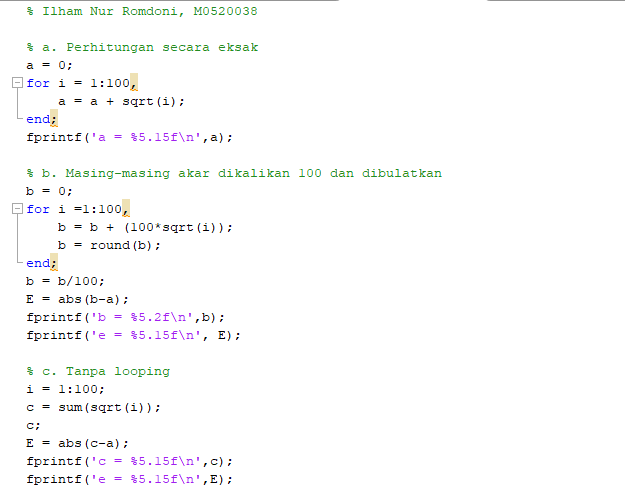 % Ilham Nur Romdoni, M0520038
% a. Perhitungan secara eksak
a = 0;
for i = 1:100,
a = a + sqrt(i);
end;
fprintf('a = %5.15f\n',a);
% b. Masing-masing akar dikalikan 100 dan dibulatkan
b = 0;
for i =1:100,
b = b + (100*sqrt(i));
b = round(b);
end;
b = b/100;
E = abs(b-a);
fprintf('b = %5.2f\n',b);
fprintf('e = %5.15f\n', E);
% c. Tanpa looping
i = 1:100;
c = sum(sqrt(i));
c;
E = abs(c-a);
fprintf('c = %5.15f\n',c);
fprintf('e = %5.15f\n',E);